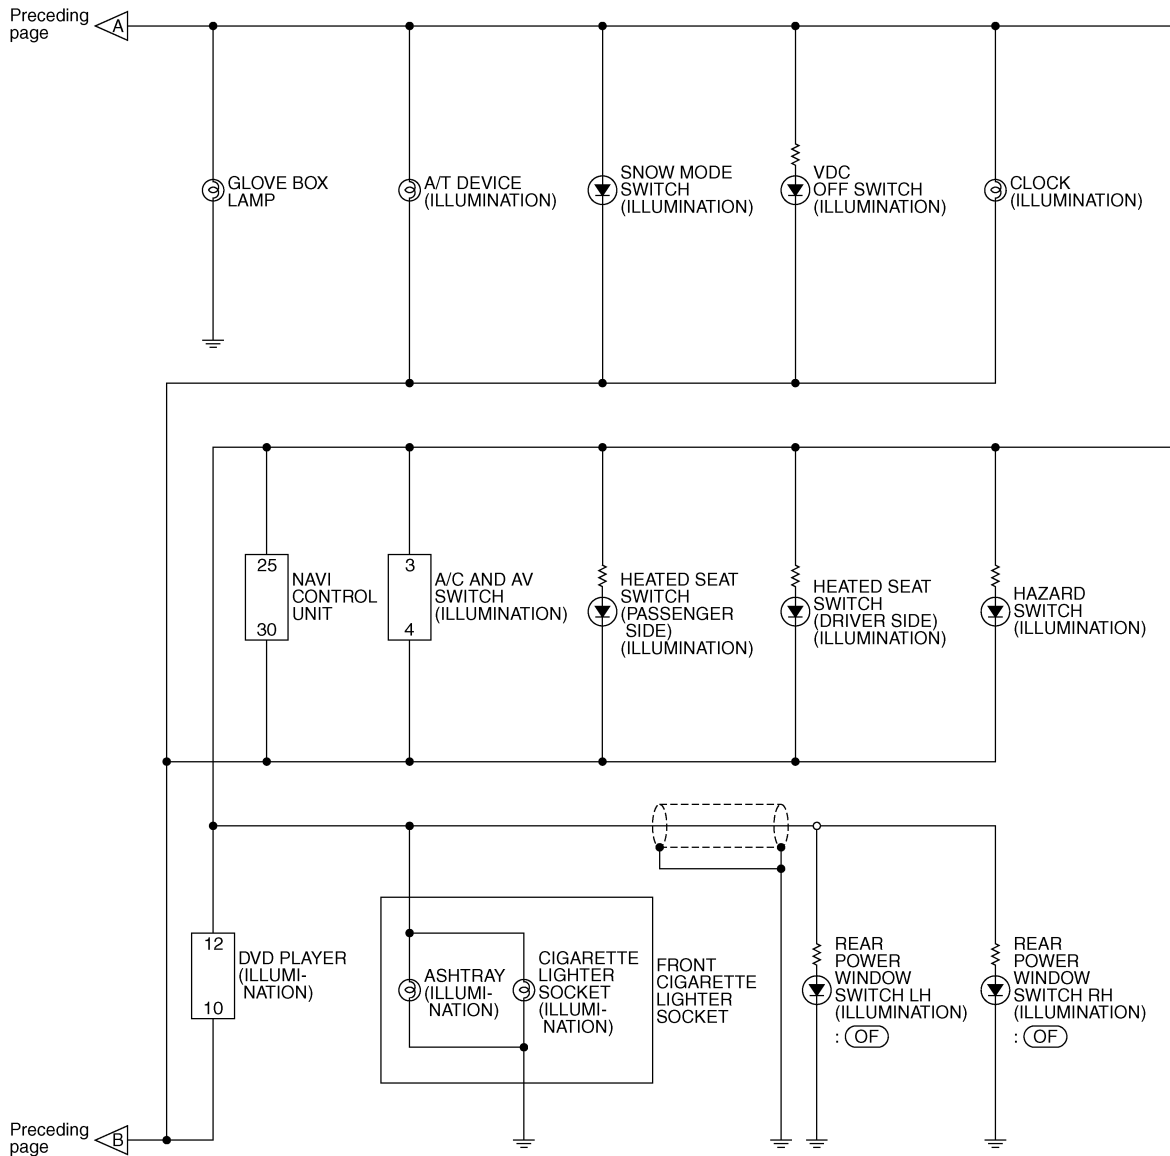 Preceding
page
A
GLOVE BOX
LAMP
A/T DEVICE
(ILLUMINATION)
SNOW MODE
SWITCH
(ILLUMINATION)
VDC
OFF SWITCH
(ILLUMINATION)
CLOCK
(ILLUMINATION)
25
30
NAVI
CONTROL
UNIT
3
4
A/C AND AV
SWITCH
(ILLUMINATION)
HEATED SEAT
SWITCH
(PASSENGER
SIDE)
(ILLUMINATION)
HEATED SEAT
SWITCH
(DRIVER SIDE)
(ILLUMINATION)
HAZARD
SWITCH
(ILLUMINATION)
12
10
DVD PLAYER
(ILLUMI-
NATION)
ASHTRAY
(ILLUMI-
NATION)
CIGARETTE
LIGHTER
SOCKET
(ILLUMI-
NATION)
FRONT
CIGARETTE
LIGHTER
SOCKET
REAR
POWER
WINDOW
SWITCH LH
(ILLUMINATION)
: OF
REAR
POWER
WINDOW
SWITCH RH
(ILLUMINATION)
: OF
Preceding
page
B